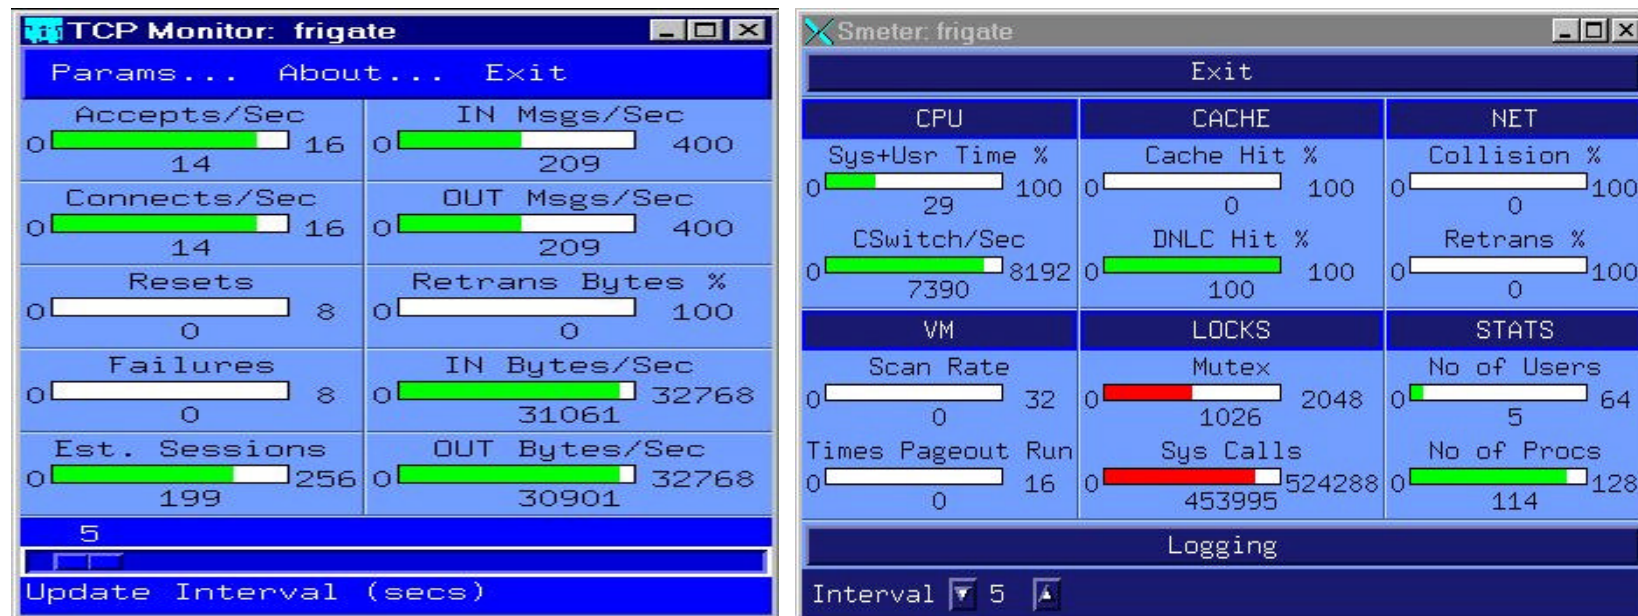 TCP Monitor: frigate
Params... About... Exit
Accepts/Sec IN Msgs/Sec
0 16 0 400
14 209
Connects/Sec OUT Msgs/Sec
0 16 0 400
14 209
Resets Retrans Bytes %
0 8 0 100
0 0
Failures IN Bytes/Sec
0 8 0 32768
0 31061
Est. Sessions OUT Bytes/Sec
0 256 0 32768
199 30901
5
Update Interval (secs)
Smeter: frigate
Exit
CPU CACHE NET
Sys+Usr Time % Cache Hit % Collision %
0 100 0 100 0 100
29 0 0
CSwitch/Sec DNLC Hit % Retrans %
0 8192 0 100 0 100
7390 100 0
VM LOCKS STATS
Scan Rate Mutex No of Users
0 32 0 2048 0 64
0 1026 5
Times Pageout Run Sys Calls No of Procs
0 16 0 524288 0 128
0 453995 114
Logging
Interval 5